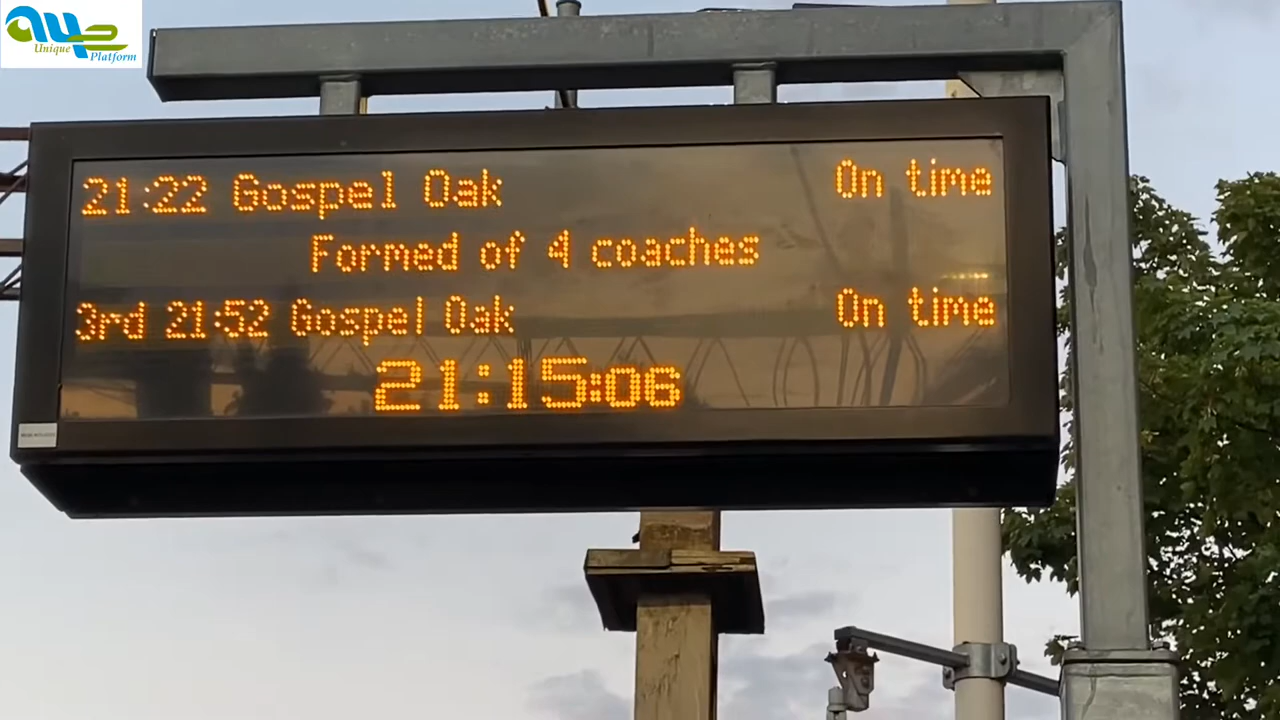 Unique
Platform
21:22 Gospel Oak On time
Formed of 4 coaches
3rd 21:52 Gospel Oak On time
21:15:06